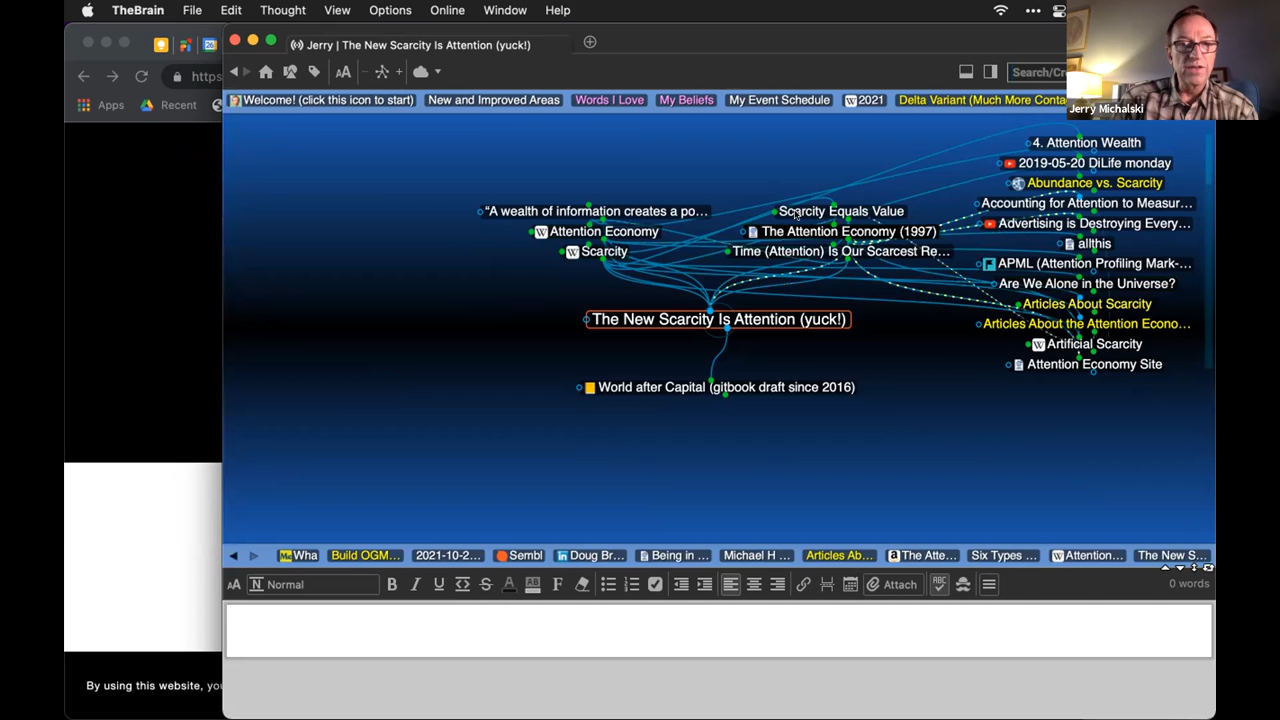 TheBrain File Edit Thought View Options Online Window Help
Jerry | The New Scarcity Is Attention (yuck!)
https
Search/Cr
Apps Recent
Welcome! (click this icon to start) New and Improved Areas Words I Love My Beliefs My Event Schedule W 2021 Delta Variant (Much More Conta
Jerry Michalski
4. Attention Wealth
2019-05-20 DiLife monday
Abundance vs. Scarcity
Accounting for Attention to Measur...
Advertising is Destroying Every...
allthis
APML (Attention Profiling Mark-...
Are We Alone in the Universe?
Articles About Scarcity
Articles About the Attention Econo...
W Artificial Scarcity
Attention Economy Site
“A wealth of information creates a po...
W Attention Economy
W Scarcity
Scarcity Equals Value
The Attention Economy (1997)
Time (Attention) Is Our Scarcest Re...
The New Scarcity Is Attention (yuck!)
World after Capital (gitbook draft since 2016)
Me Wha Build OGM... 2021-10-2... Sembl in Doug Br... Being in ... Michael H ... Articles Ab... a The Atte... Six Types ... W Attention... The New S...
AA N Normal B I U S A AB F Attach ABC 0 words
By using this website, you